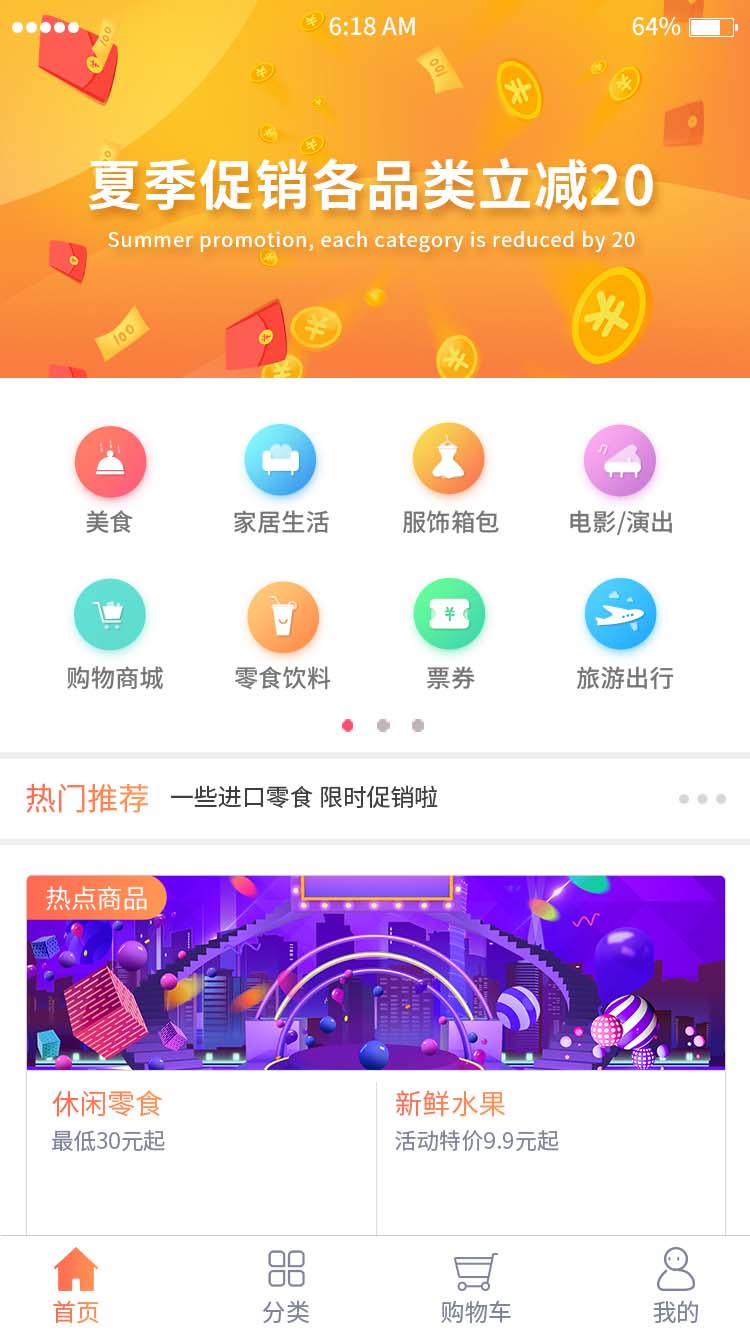 6:18 AM
64%
夏季促销各品类立减20
Summer promotion, each category is reduced by 20
100
100
100
美食
家居生活
服饰箱包
电影/演出
购物商城
零食饮料
票券
旅游出行
热门推荐
一些进口零食 限时促销啦
热点商品
休闲零食
新鲜水果
最低30元起
活动特价9.9元起
首页
分类
购物车
我的